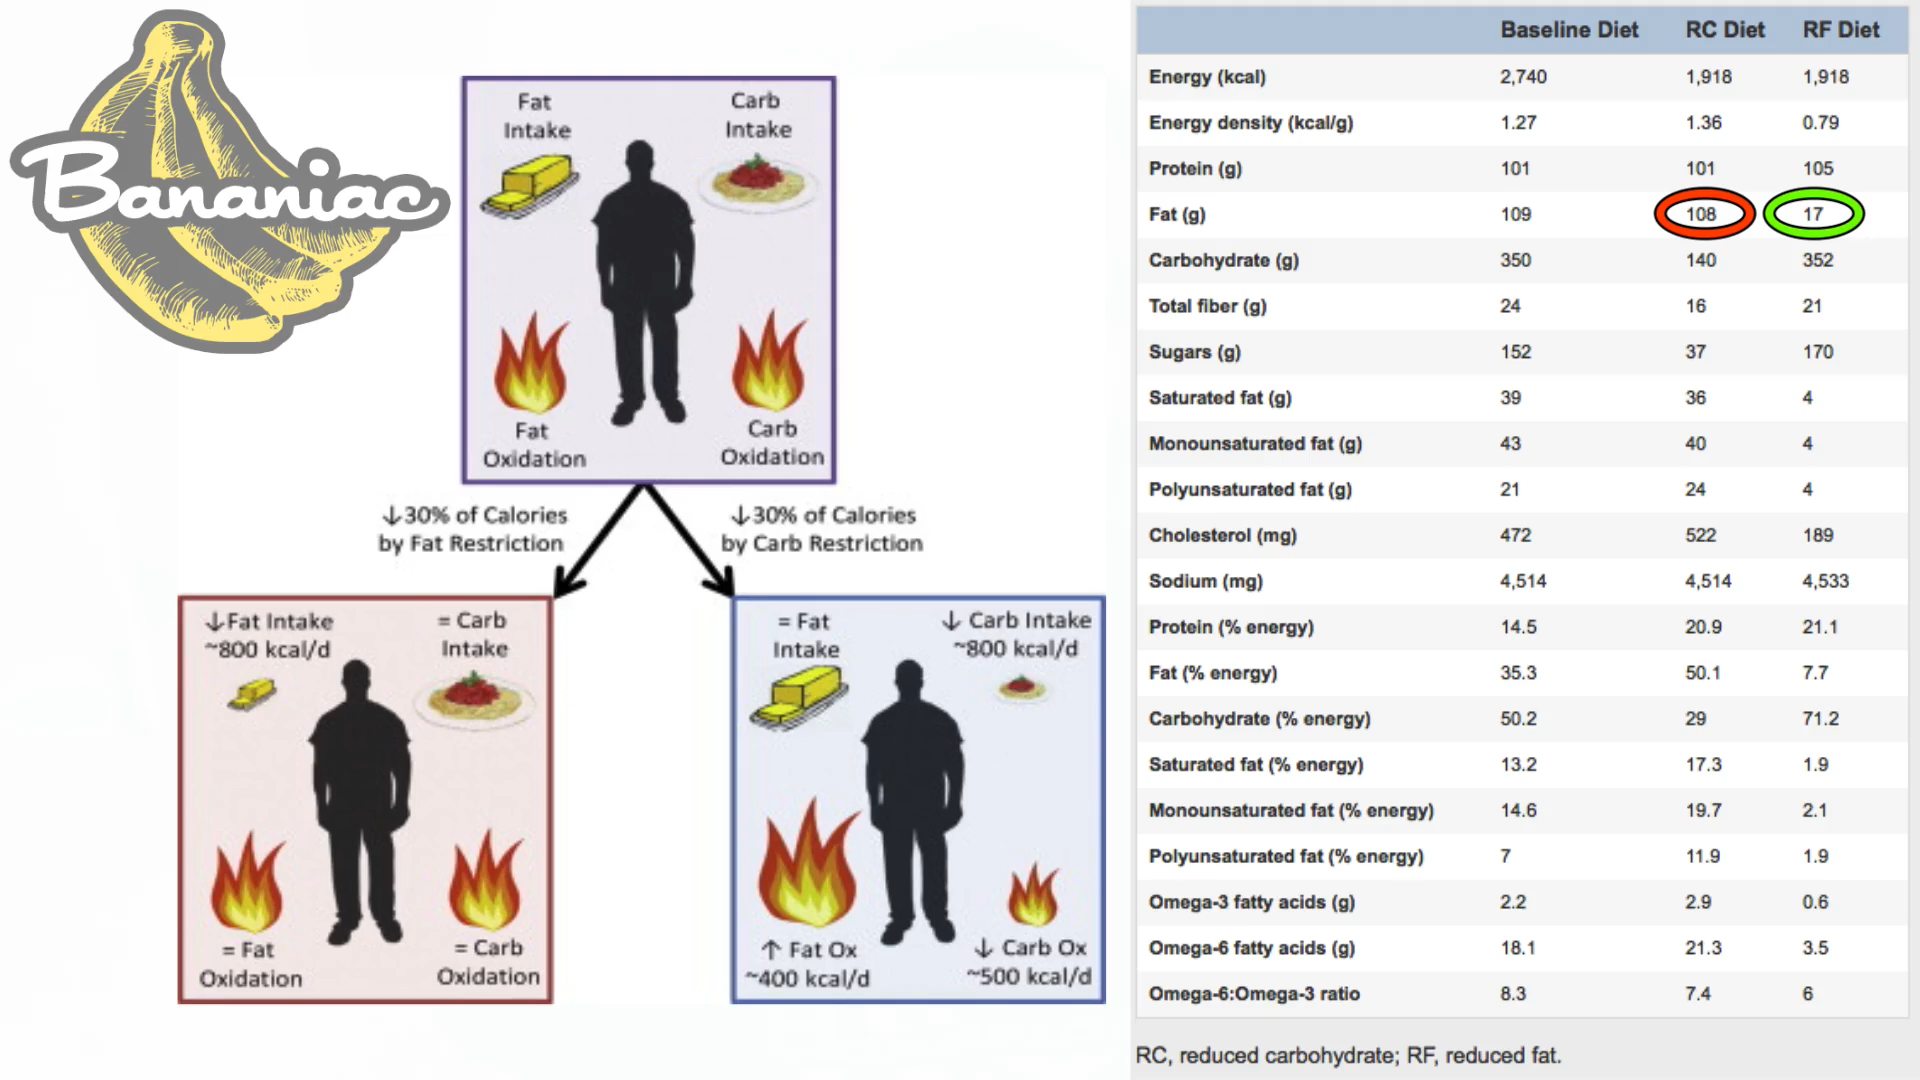 Bananiac
Fat
Intake
Carb
Intake
Fat
Oxidation
Carb
Oxidation
↓30% of Calories
by Fat Restriction
↓30% of Calories
by Carb Restriction
↓Fat Intake
~800 kcal/d
= Carb
Intake
= Fat
Oxidation
= Carb
Oxidation
= Fat
Intake
↓ Carb Intake
~800 kcal/d
↑ Fat Ox
~400 kcal/d
↓ Carb Ox
~500 kcal/d
Baseline Diet RC Diet RF Diet
Energy (kcal) 2,740 1,918 1,918
Energy density (kcal/g) 1.27 1.36 0.79
Protein (g) 101 101 105
Fat (g) 109 108 17
Carbohydrate (g) 350 140 352
Total fiber (g) 24 16 21
Sugars (g) 152 37 170
Saturated fat (g) 39 36 4
Monounsaturated fat (g) 43 40 4
Polyunsaturated fat (g) 21 24 4
Cholesterol (mg) 472 522 189
Sodium (mg) 4,514 4,514 4,533
Protein (% energy) 14.5 20.9 21.1
Fat (% energy) 35.3 50.1 7.7
Carbohydrate (% energy) 50.2 29 71.2
Saturated fat (% energy) 13.2 17.3 1.9
Monounsaturated fat (% energy) 14.6 19.7 2.1
Polyunsaturated fat (% energy) 7 11.9 1.9
Omega-3 fatty acids (g) 2.2 2.9 0.6
Omega-6 fatty acids (g) 18.1 21.3 3.5
Omega-6:Omega-3 ratio 8.3 7.4 6
RC, reduced carbohydrate; RF, reduced fat.